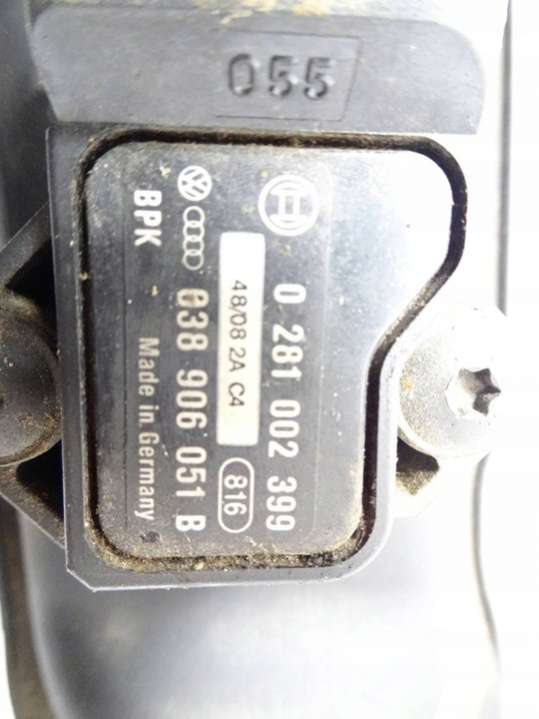 055
0 281 002 399
48/08 2A C4
816
038 906 051 B
BPK
Made in Germany